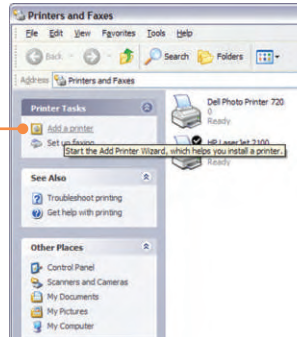 Printers and Faxes
File Edit View Favorites Tools Help
Back Search Folders
Address Printers and Faxes
Printer Tasks
Add a printer
Set up faxing
Start the Add Printer Wizard, which helps you install a printer.
See Also
Troubleshoot printing
Get help with printing
Other Places
Control Panel
Scanners and Cameras
My Documents
My Pictures
My Computer
Dell Photo Printer 720
0
Ready
HP LaserJet 2100
Ready